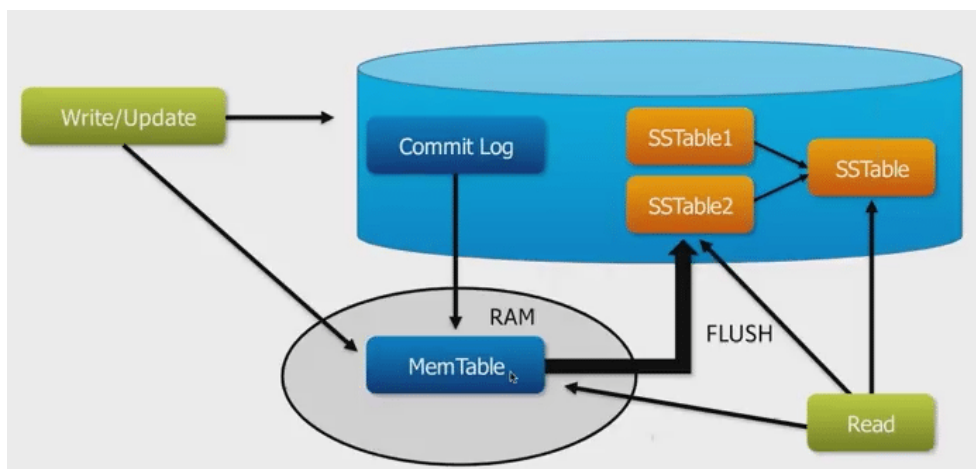 Write/Update
Commit Log
SSTable1
SSTable2
SSTable
RAM
MemTable
FLUSH
Read